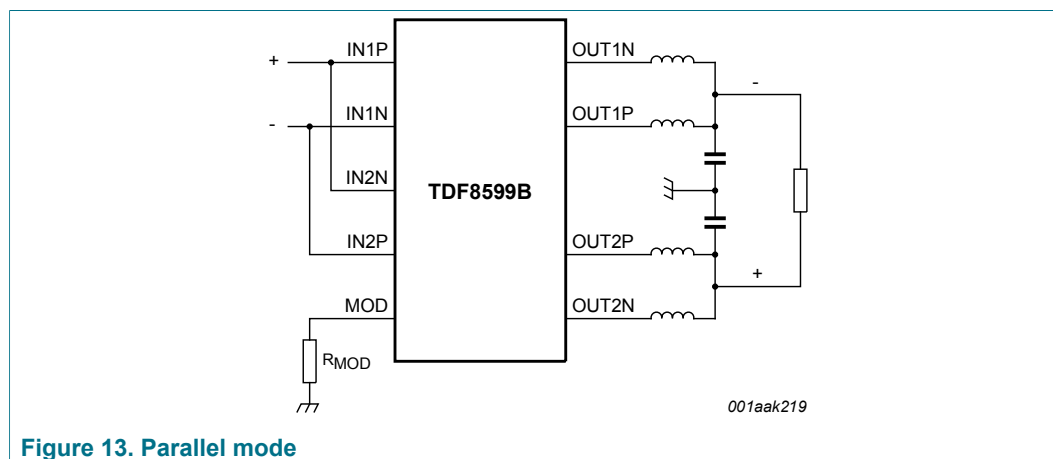 IN1P
OUT1N
+
-
IN1N
OUT1P
-
IN2N
TDF8599B
IN2P
OUT2P
+
MOD
OUT2N
RMOD
001aak219
Figure 13. Parallel mode